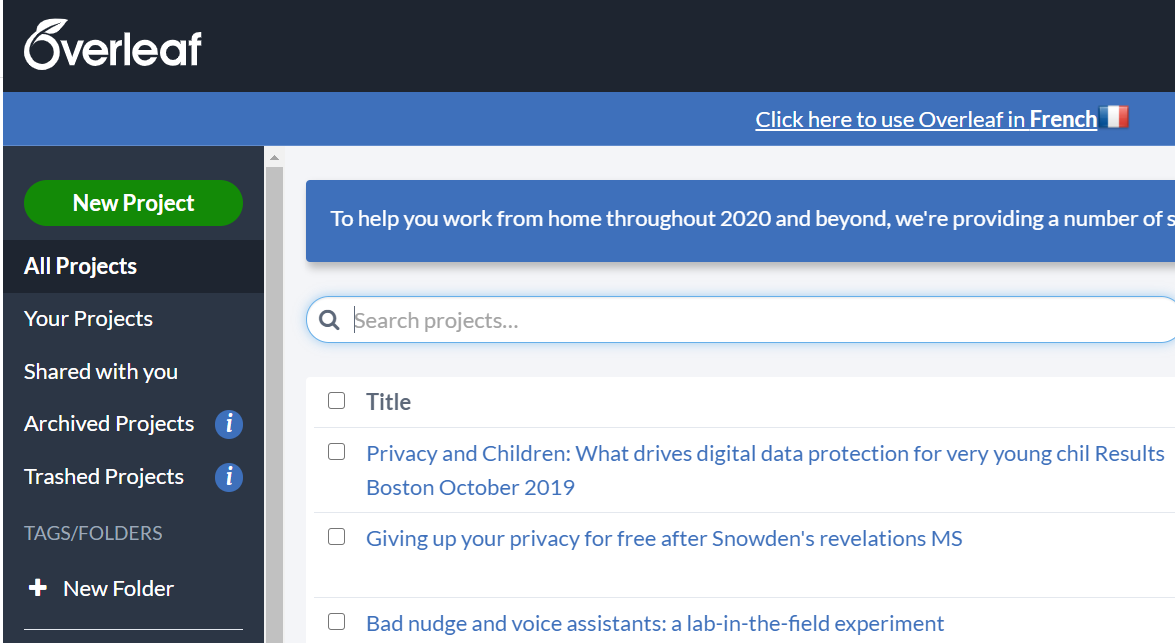 Overleaf
Click here to use Overleaf in French
New Project
All Projects
Your Projects
Shared with you
Archived Projects i
Trashed Projects i
TAGS/FOLDERS
+ New Folder
To help you work from home throughout 2020 and beyond, we're providing a number of s
Search projects...
Title
Privacy and Children: What drives digital data protection for very young chil Results
Boston October 2019
Giving up your privacy for free after Snowden's revelations MS
Bad nudge and voice assistants: a lab-in-the-field experiment